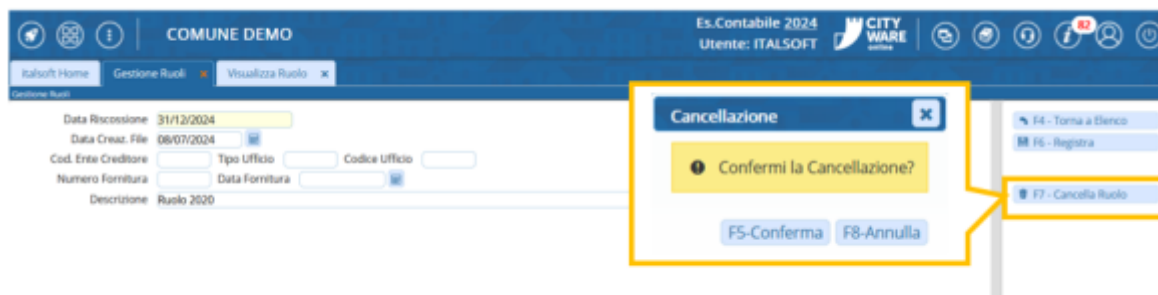 COMUNE DEMO
Es.Contabile 2024
Utente: ITALSOFT
CITY
WARE
online
82
Italsoft Home
Gestione Ruoli
Visualizza Ruolo
Gestione Ruoli
Data Riscossione 31/12/2024
Data Creaz. File 08/07/2024
Cod. Ente Creditore Tipo Ufficio Codice Ufficio
Numero Fornitura Data Fornitura
Descrizione Ruolo 2020
Cancellazione
Confermi la Cancellazione?
F5-Conferma F8-Annulla
F4 - Torna a Elenco
F6 - Registra
F7 - Cancella Ruolo